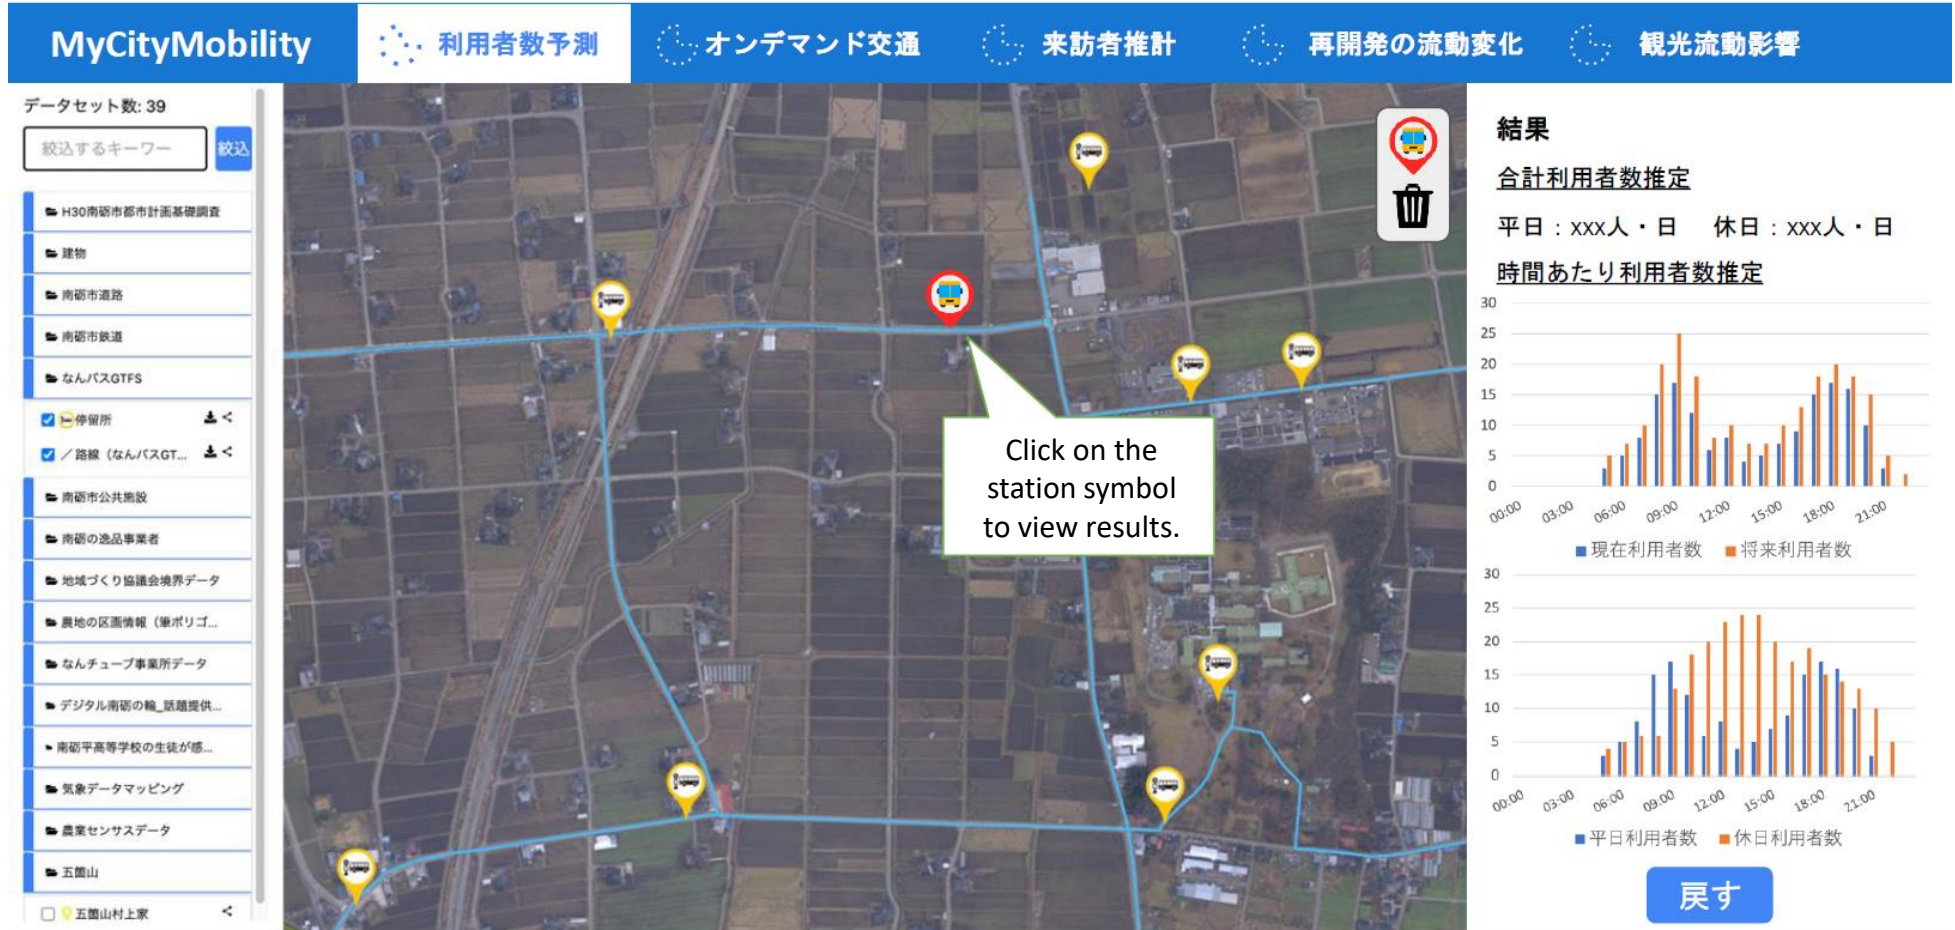 MyCityMobility
利用者数予測
オンデマンド交通
来訪者推計
再開発の流動変化
観光流動影響
データセット数: 39
絞込するキーワー
絞込
H30南砺市都市計画基礎調査
建物
南砺市道路
南砺市鉄道
なんバスGTFS
停留所
路線（なんバスGT...
南砺市公共施設
南砺の逸品事業者
地域づくり協議会境界データ
農地の区画情報（筆ポリゴ...
なんチューブ事業所データ
デジタル南砺の輪_話題提供...
南砺平高等学校の生徒が感...
気象データマッピング
農業センサスデータ
五箇山
五箇山村上家
Click on the
station symbol
to view results.
結果
合計利用者数推定
平日：xxx人・日 休日：xxx人・日
時間あたり利用者数推定
30
25
20
15
10
5
0
00:00 03:00 06:00 09:00 12:00 15:00 18:00 21:00
現在利用者数 将来利用者数
30
25
20
15
10
5
0
00:00 03:00 06:00 09:00 12:00 15:00 18:00 21:00
平日利用者数 休日利用者数
戻す